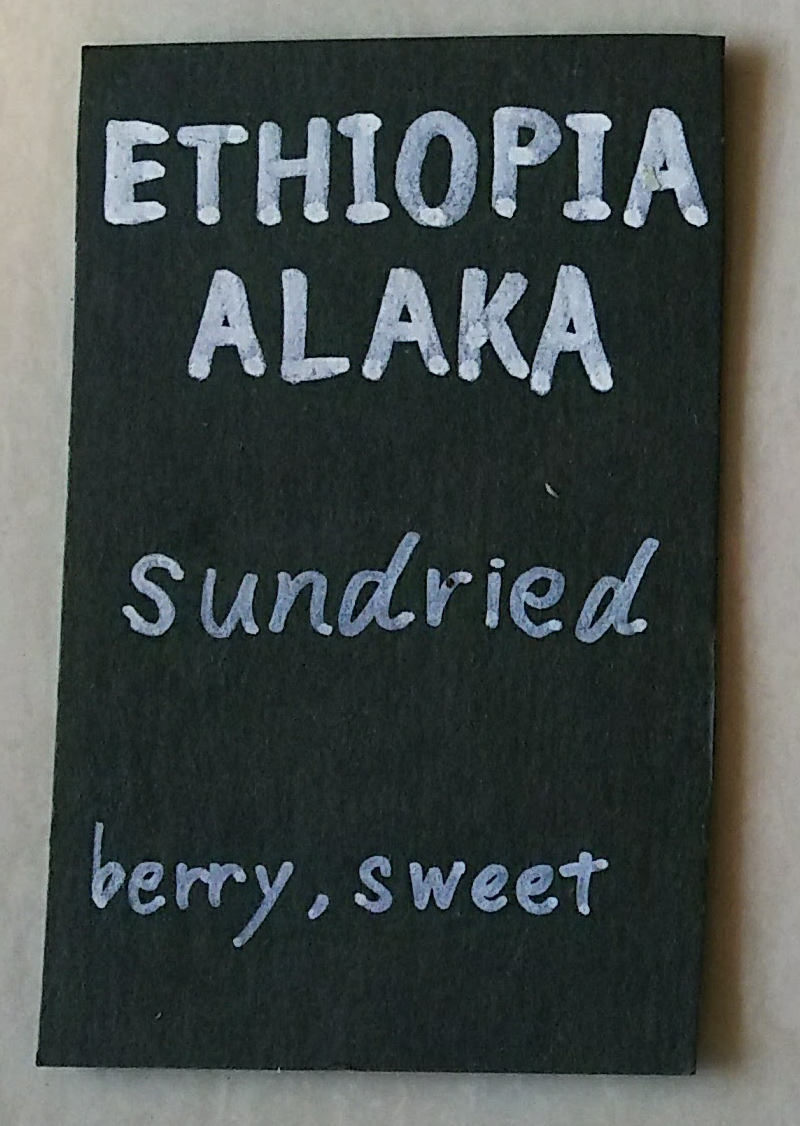 ETHIOPIA
ALAKA
sundried
berry, sweet